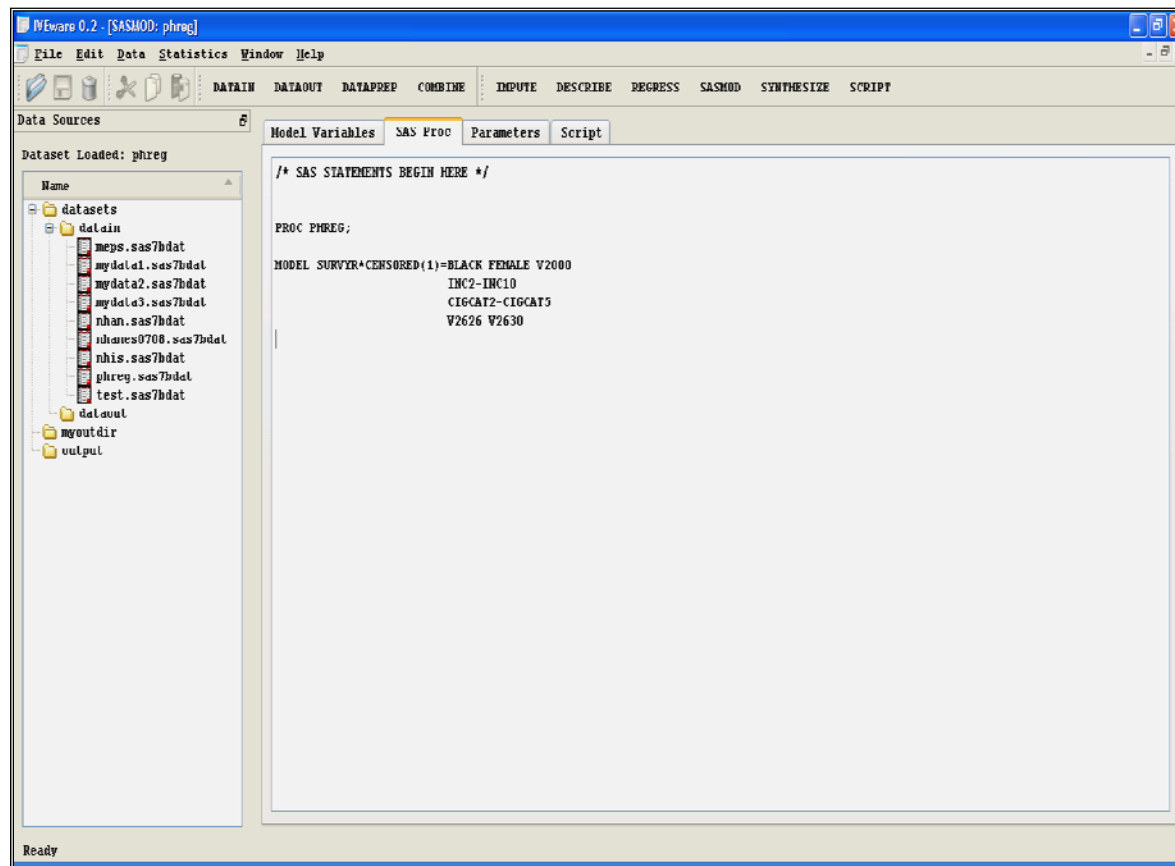 IVEware 0.2 - [SASMOD: phreg]
File Edit Data Statistics Window Help
DATAIN DATAOUT DATAPREP COMBINE IMPUTE DESCRIBE REGRESS SASMOD SYNTHESIZE SCRIPT
Data Sources
Dataset Loaded: phreg
Name
datasets
datain
meps.sas7bdat
mydata1.sas7bdat
mydata2.sas7bdat
mydata3.sas7bdat
nhan.sas7bdat
nhanes0708.sas7bdat
nhis.sas7bdat
phreg.sas7bdat
test.sas7bdat
dataout
myoutdir
output
Model Variables SAS Proc Parameters Script
/* SAS STATEMENTS BEGIN HERE */
PROC PHREG;
MODEL SURVYR*CENSORED(1)=BLACK FEMALE V2000
INC2-INC10
CIGCAT2-CIGCAT5
V2626 V2630
Ready